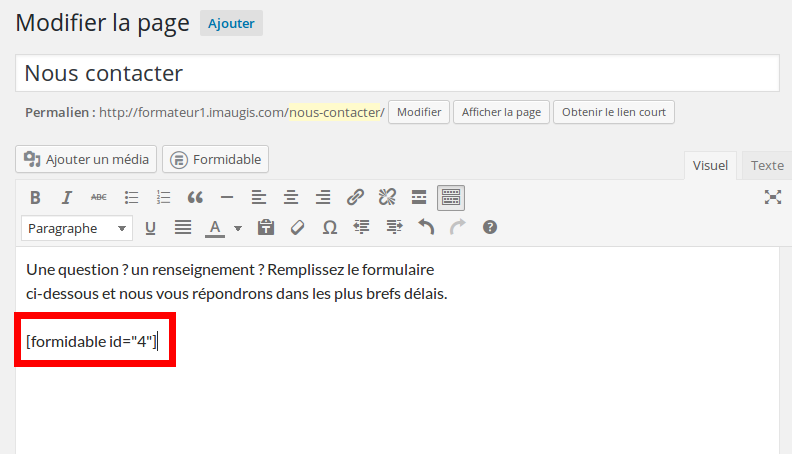 Modifier la page Ajouter
Nous contacter
Permalien : http://formateur1.imaugis.com/nous-contacter/ Modifier Afficher la page Obtenir le lien court
Ajouter un média Formidable Visuel Texte
B I ABC
Paragraphe U A Ω ?
Une question ? un renseignement ? Remplissez le formulaire
ci-dessous et nous vous répondrons dans les plus brefs délais.
[formidable id="4"]